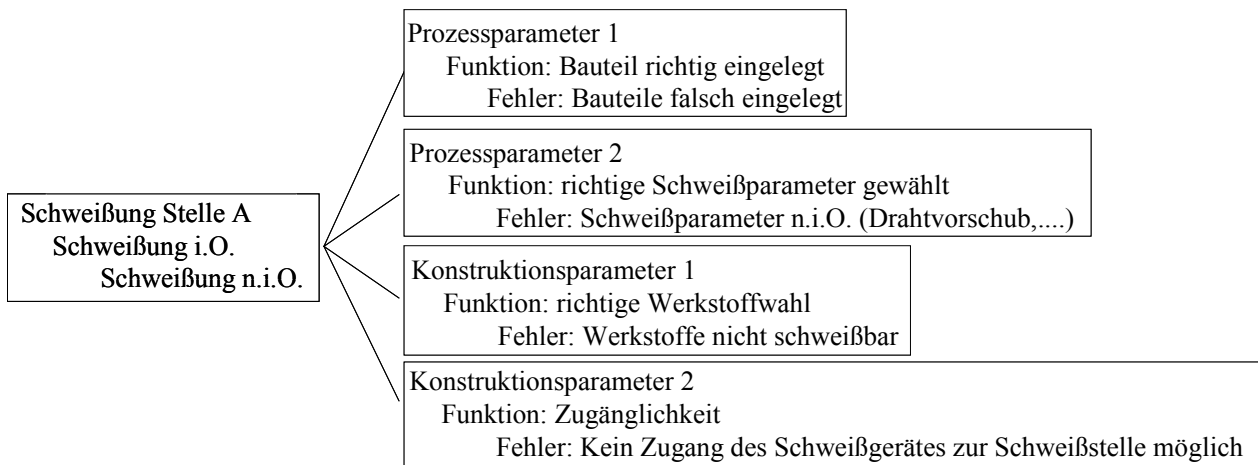 Prozessparameter 1
Funktion: Bauteil richtig eingelegt
Fehler: Bauteile falsch eingelegt
Prozessparameter 2
Funktion: richtige Schweißparameter gewählt
Fehler: Schweißparameter n.i.O. (Drahtvorschub,....)
Schweißung Stelle A
Schweißung i.O.
Schweißung n.i.O.
Konstruktionsparameter 1
Funktion: richtige Werkstoffwahl
Fehler: Werkstoffe nicht schweißbar
Konstruktionsparameter 2
Funktion: Zugänglichkeit
Fehler: Kein Zugang des Schweißgerätes zur Schweißstelle möglich